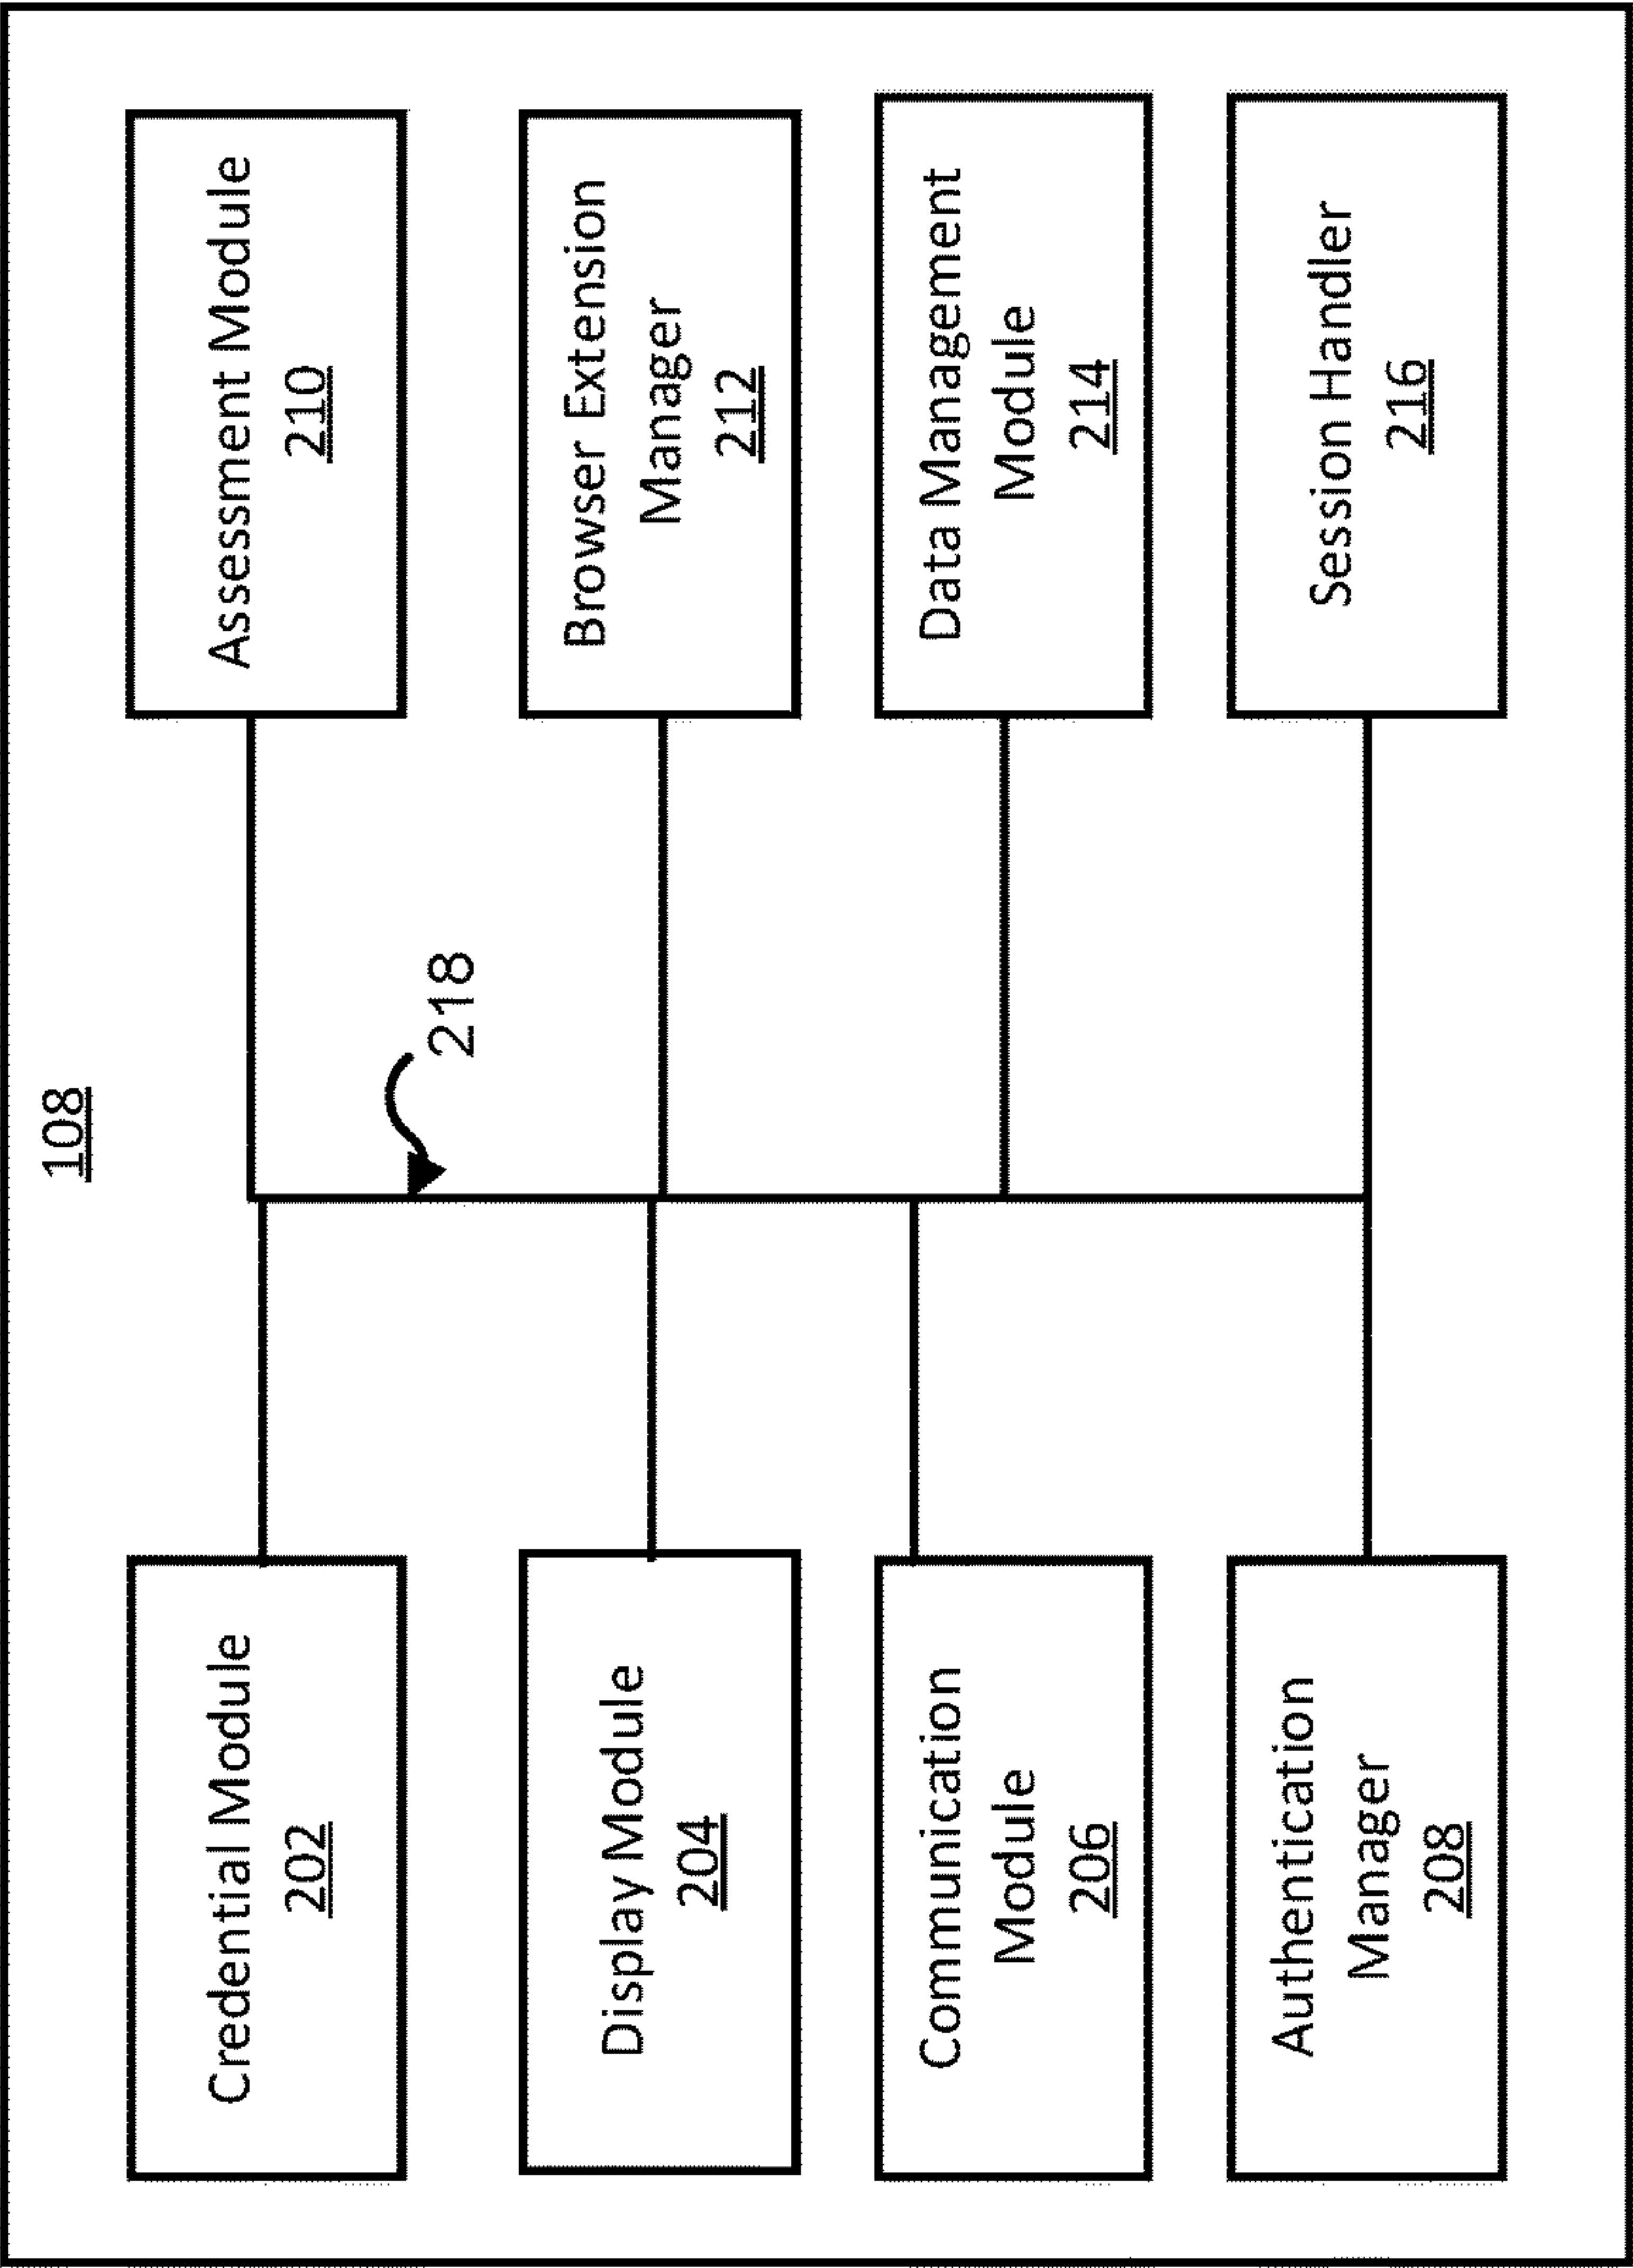 108
Credential Module
202
Assessment Module
210
218
Display Module
204
Browser Extension
Manager
212
Communication
Module
206
Data Management
Module
214
Authentication
Manager
208
Session Handler
216